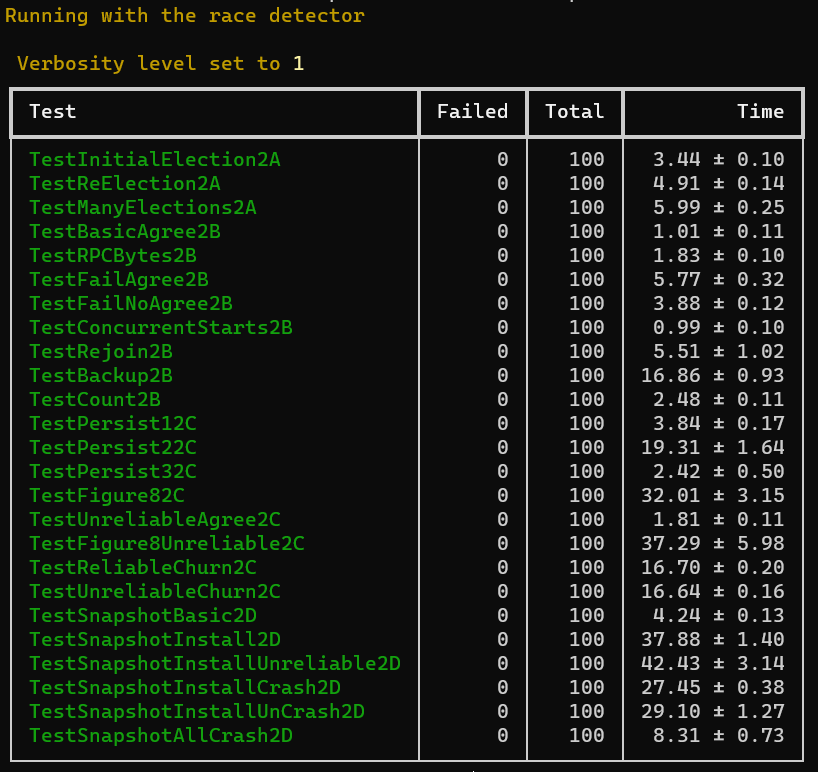 Running with the race detector
Verbosity level set to 1
Test Failed Total Time
TestInitialElection2A 0 100 3.44 ± 0.10
TestReElection2A 0 100 4.91 ± 0.14
TestManyElections2A 0 100 5.99 ± 0.25
TestBasicAgree2B 0 100 1.01 ± 0.11
TestRPCBytes2B 0 100 1.83 ± 0.10
TestFailAgree2B 0 100 5.77 ± 0.32
TestFailNoAgree2B 0 100 3.88 ± 0.12
TestConcurrentStarts2B 0 100 0.99 ± 0.10
TestRejoin2B 0 100 5.51 ± 1.02
TestBackup2B 0 100 16.86 ± 0.93
TestCount2B 0 100 2.48 ± 0.11
TestPersist12C 0 100 3.84 ± 0.17
TestPersist22C 0 100 19.31 ± 1.64
TestPersist32C 0 100 2.42 ± 0.50
TestFigure82C 0 100 32.01 ± 3.15
TestUnreliableAgree2C 0 100 1.81 ± 0.11
TestFigure8Unreliable2C 0 100 37.29 ± 5.98
TestReliableChurn2C 0 100 16.70 ± 0.20
TestUnreliableChurn2C 0 100 16.64 ± 0.16
TestSnapshotBasic2D 0 100 4.24 ± 0.13
TestSnapshotInstall2D 0 100 37.88 ± 1.40
TestSnapshotInstallUnreliable2D 0 100 42.43 ± 3.14
TestSnapshotInstallCrash2D 0 100 27.45 ± 0.38
TestSnapshotInstallUnCrash2D 0 100 29.10 ± 1.27
TestSnapshotAllCrash2D 0 100 8.31 ± 0.73